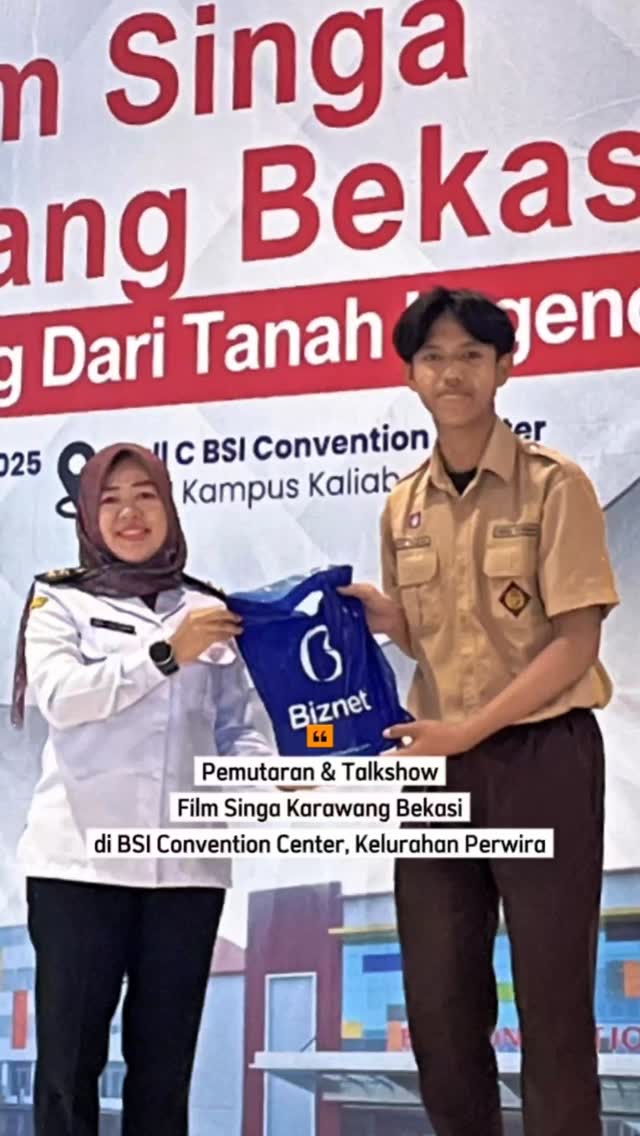 m Singa
ang Bekas
g Dari Tanah
025
C BSI Convention
Kampus Kaliab
Biznet
❝
Pemutaran & Talkshow
Film Singa Karawang Bekasi
di BSI Convention Center, Kelurahan Perwira